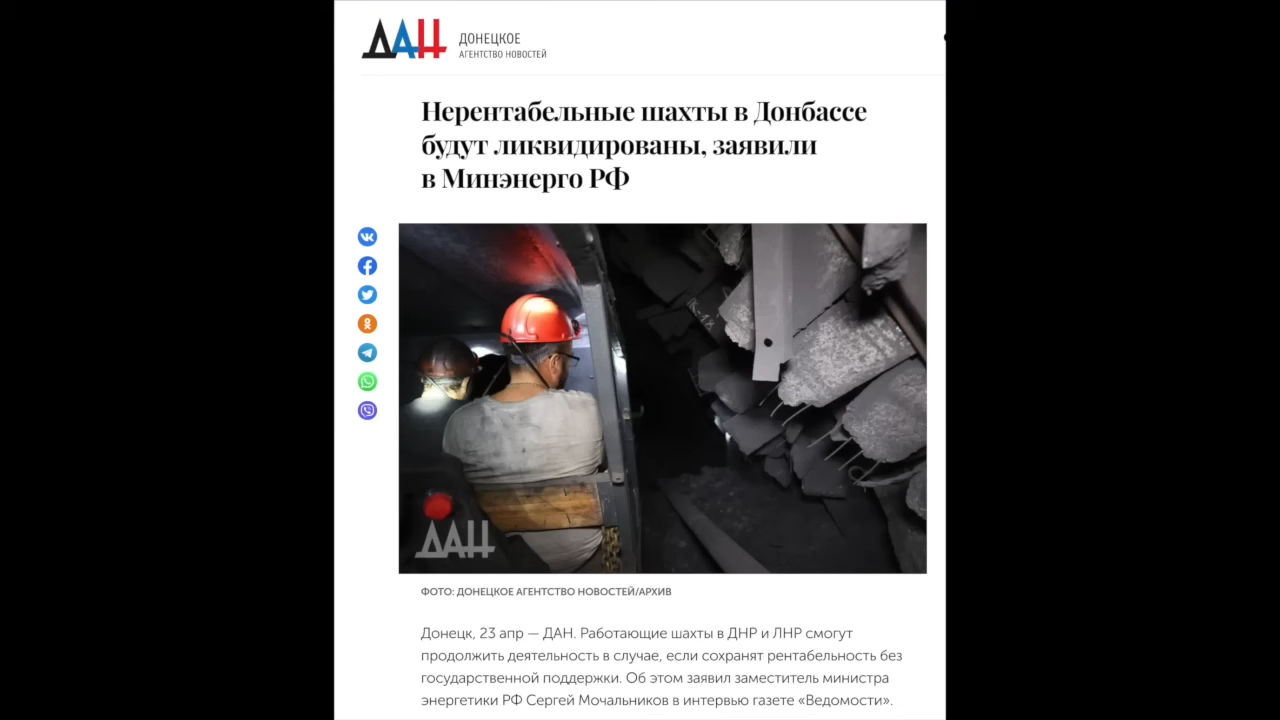 ДАН
ДОНЕЦКОЕ
АГЕНТСТВО НОВОСТЕЙ
Нерентабельные шахты в Донбассе
будут ликвидированы, заявили
в Минэнерго РФ
К-18
ДАН
ФОТО: ДОНЕЦКОЕ АГЕНТСТВО НОВОСТЕЙ/АРХИВ
Донецк, 23 апр — ДАН. Работающие шахты в ДНР и ЛНР смогут
продолжить деятельность в случае, если сохранят рентабельность без
государственной поддержки. Об этом заявил заместитель министра
энергетики РФ Сергей Мочальников в интервью газете «Ведомости».